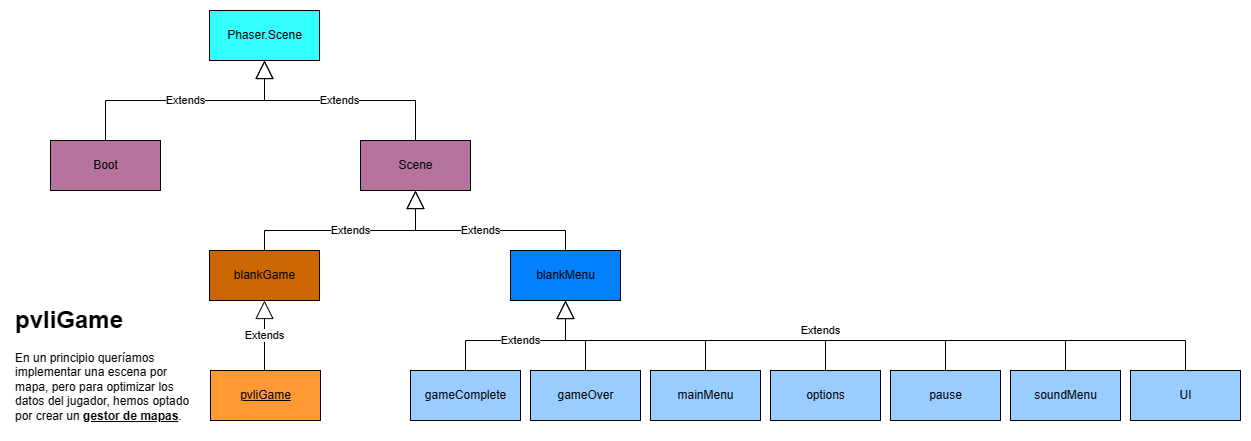 Phaser.Scene
Extends
Extends
Boot
Scene
Extends
Extends
blankGame
blankMenu
pvliGame
Extends
Extends
Extends
En un principio queríamos
implementar una escena por
mapa, pero para optimizar los
datos del jugador, hemos optado
por crear un gestor de mapas.
pvliGame
gameComplete
gameOver
mainMenu
options
pause
soundMenu
UI